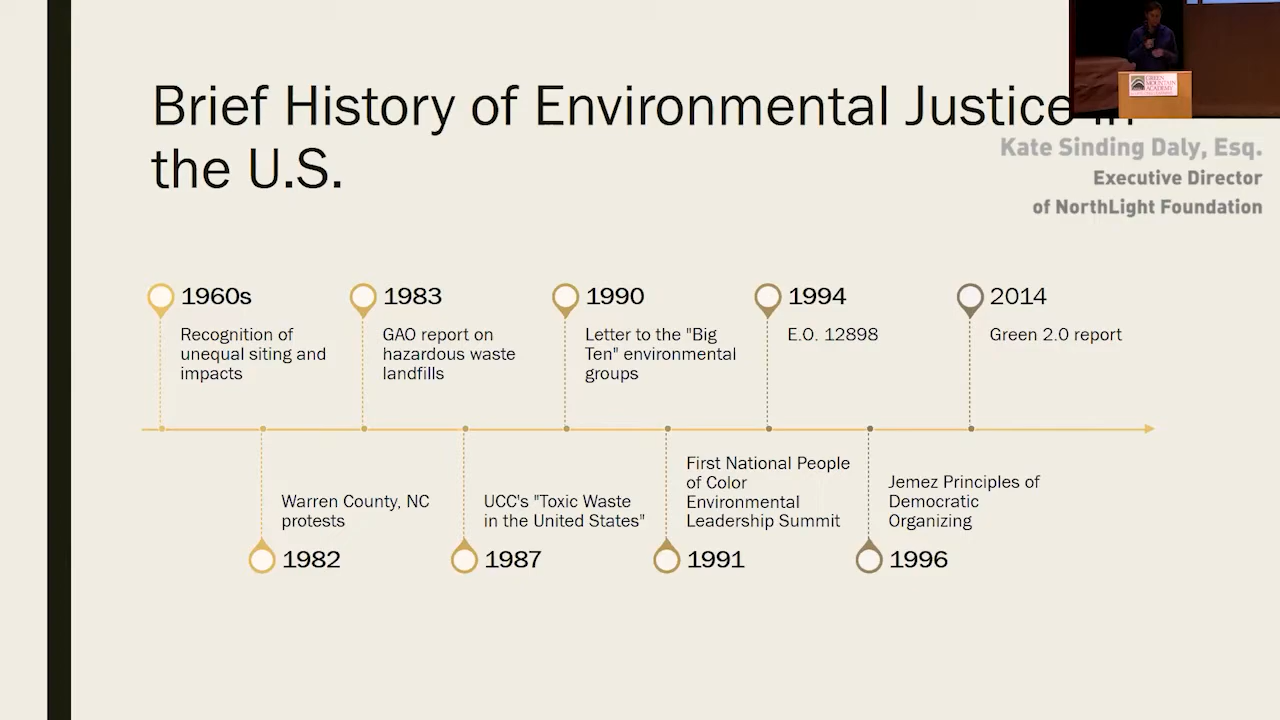 Brief History of Environmental Justice in
the U.S.
GREEN
MOUNTAIN
ACADEMY
Kate Sinding Daly, Esq.
Executive Director
of NorthLight Foundation
1960s
Recognition of
unequal siting and
impacts
1983
GAO report on
hazardous waste
landfills
1990
Letter to the "Big
Ten" environmental
groups
1994
E.O. 12898
2014
Green 2.0 report
Warren County, NC
protests
1982
UCC's "Toxic Waste
in the United States"
1987
First National People
of Color
Environmental
Leadership Summit
1991
Jemez Principles of
Democratic
Organizing
1996